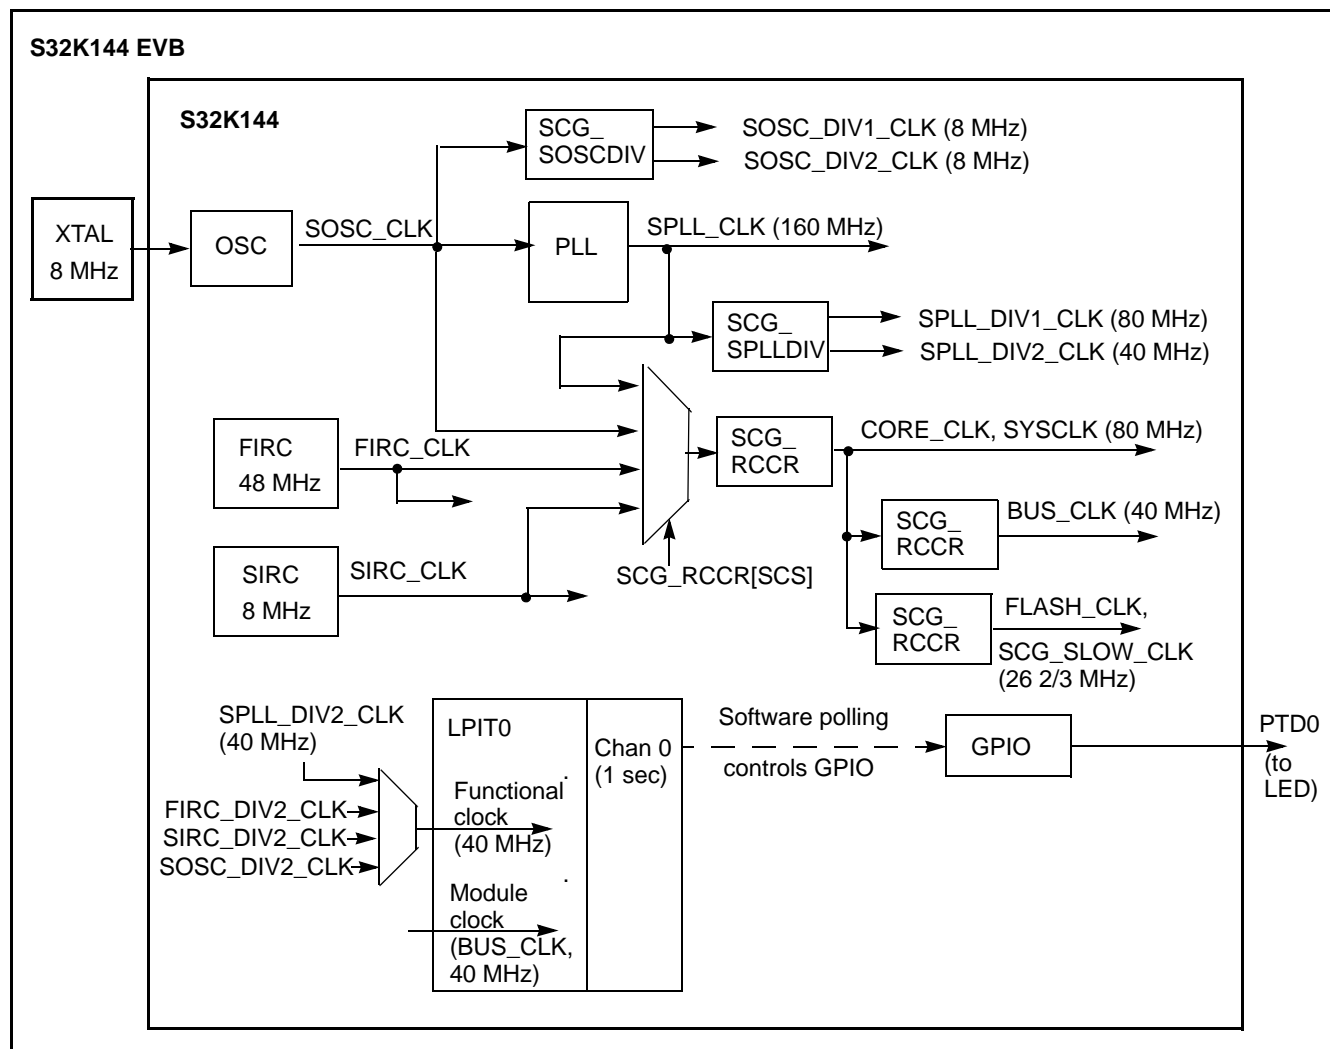 S32K144 EVB
S32K144
SCG_
SOSCDIV
SOSC_DIV1_CLK (8 MHz)
SOSC_DIV2_CLK (8 MHz)
XTAL
8 MHz
OSC
SOSC_CLK
PLL
SPLL_CLK (160 MHz)
SCG_
SPLLDIV
SPLL_DIV1_CLK (80 MHz)
SPLL_DIV2_CLK (40 MHz)
FIRC
48 MHz
FIRC_CLK
SCG_
RCCR
CORE_CLK, SYSCLK (80 MHz)
SCG_
RCCR
BUS_CLK (40 MHz)
SIRC
8 MHz
SIRC_CLK
SCG_RCCR[SCS]
SCG_
RCCR
FLASH_CLK,
SCG_SLOW_CLK
(26 2/3 MHz)
SPLL_DIV2_CLK
(40 MHz)
FIRC_DIV2_CLK
SIRC_DIV2_CLK
SOSC_DIV2_CLK
LPIT0
Functional
clock
(40 MHz)
Module
clock
(BUS_CLK,
40 MHz)
Chan 0
(1 sec)
Software polling
controls GPIO
GPIO
PTD0
(to
LED)